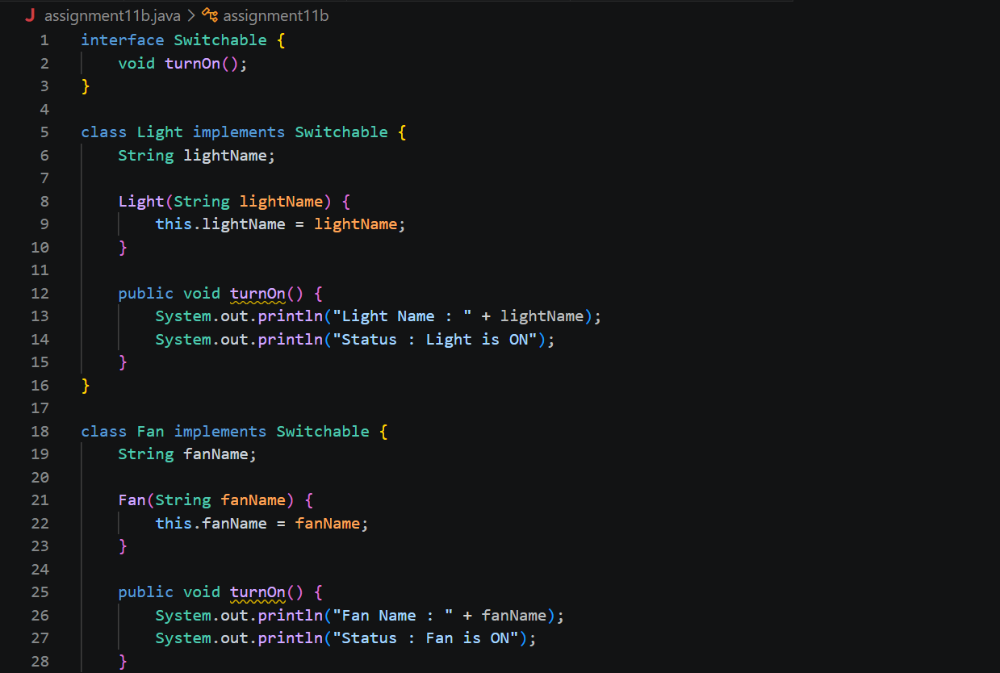 J assignment11b.java > assignment11b
1 interface Switchable {
2     void turnOn();
3 }
4
5 class Light implements Switchable {
6     String lightName;
7
8     Light(String lightName) {
9         this.lightName = lightName;
10     }
11
12     public void turnOn() {
13         System.out.println("Light Name : " + lightName);
14         System.out.println("Status : Light is ON");
15     }
16 }
17
18 class Fan implements Switchable {
19     String fanName;
20
21     Fan(String fanName) {
22         this.fanName = fanName;
23     }
24
25     public void turnOn() {
26         System.out.println("Fan Name : " + fanName);
27         System.out.println("Status : Fan is ON");
28     }